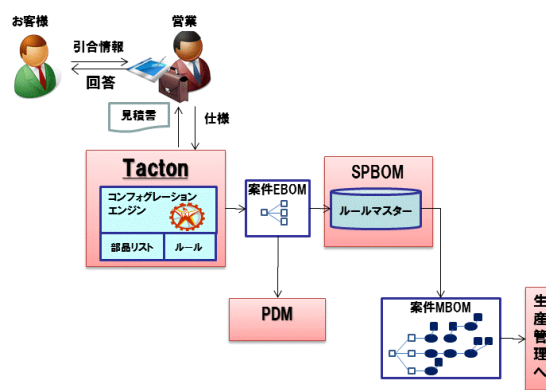 お客様
営業
引合情報
回答
見積書
仕様
Tacton
コンフォグレーション
エンジン
部品リスト
ルール
案件EBOM
SPBOM
ルールマスター
PDM
案件MBOM
生産管理へ